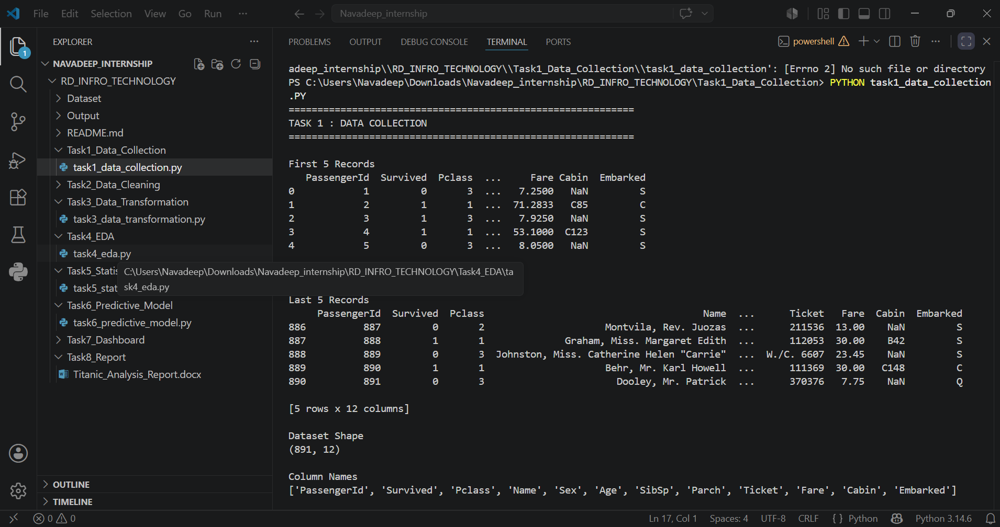 File Edit Selection View Go Run ···
Navadeep_internship
EXPLORER
NAVADEEP_INTERNSHIP
RD_INFRO_TECHNOLOGY
Dataset
Output
README.md
Task1_Data_Collection
task1_data_collection.py
Task2_Data_Cleaning
Task3_Data_Transformation
task3_data_transformation.py
Task4_EDA
task4_eda.py
Task5_Statis
task5_stat
Task6_Predictive_Model
task6_predictive_model.py
Task7_Dashboard
Task8_Report
Titanic_Analysis_Report.docx
OUTLINE
TIMELINE
1
C:\Users\Navadeep\Downloads\Navadeep_internship\RD_INFRO_TECHNOLOGY\Task4_EDA\ta
sk4_eda.py
PROBLEMS OUTPUT DEBUG CONSOLE TERMINAL PORTS
powershell
adeep_internship\\RD_INFRO_TECHNOLOGY\\Task1_Data_Collection\\task1_data_collection': [Errno 2] No such file or directory
PS C:\Users\Navadeep\Downloads\Navadeep_internship\RD_INFRO_TECHNOLOGY\Task1_Data_Collection> PYTHON task1_data_collection
.PY
============================================================
TASK 1 : DATA COLLECTION
============================================================
First 5 Records
PassengerId Survived Pclass ... Fare Cabin Embarked
0 1 0 3 ... 7.2500 NaN S
1 2 1 1 ... 71.2833 C85 C
2 3 1 3 ... 7.9250 NaN S
3 4 1 1 ... 53.1000 C123 S
4 5 0 3 ... 8.0500 NaN S
Last 5 Records
PassengerId Survived Pclass Name ... Ticket Fare Cabin Embarked
886 887 0 2 Montvila, Rev. Juozas ... 211536 13.00 NaN S
887 888 1 1 Graham, Miss. Margaret Edith ... 112053 30.00 B42 S
888 889 0 3 Johnston, Miss. Catherine Helen "Carrie" ... W./C. 6607 23.45 NaN S
889 890 1 1 Behr, Mr. Karl Howell ... 111369 30.00 C148 C
890 891 0 3 Dooley, Mr. Patrick ... 370376 7.75 NaN Q
[5 rows x 12 columns]
Dataset Shape
(891, 12)
Column Names
['PassengerId', 'Survived', 'Pclass', 'Name', 'Sex', 'Age', 'SibSp', 'Parch', 'Ticket', 'Fare', 'Cabin', 'Embarked']
0 0
Ln 17, Col 1 Spaces: 4 UTF-8 CRLF {} Python Python 3.14.6